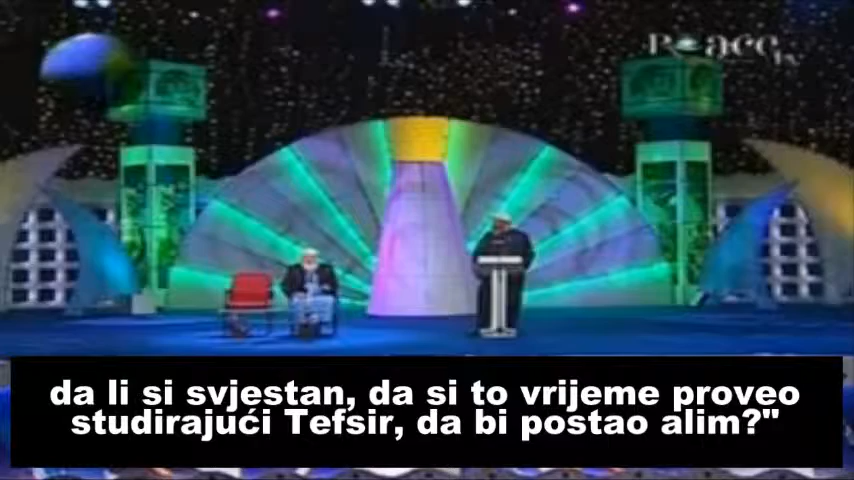 Peace
TV
da li si svjestan, da si to vrijeme proveo
studirajući Tefsir, da bi postao alim?"